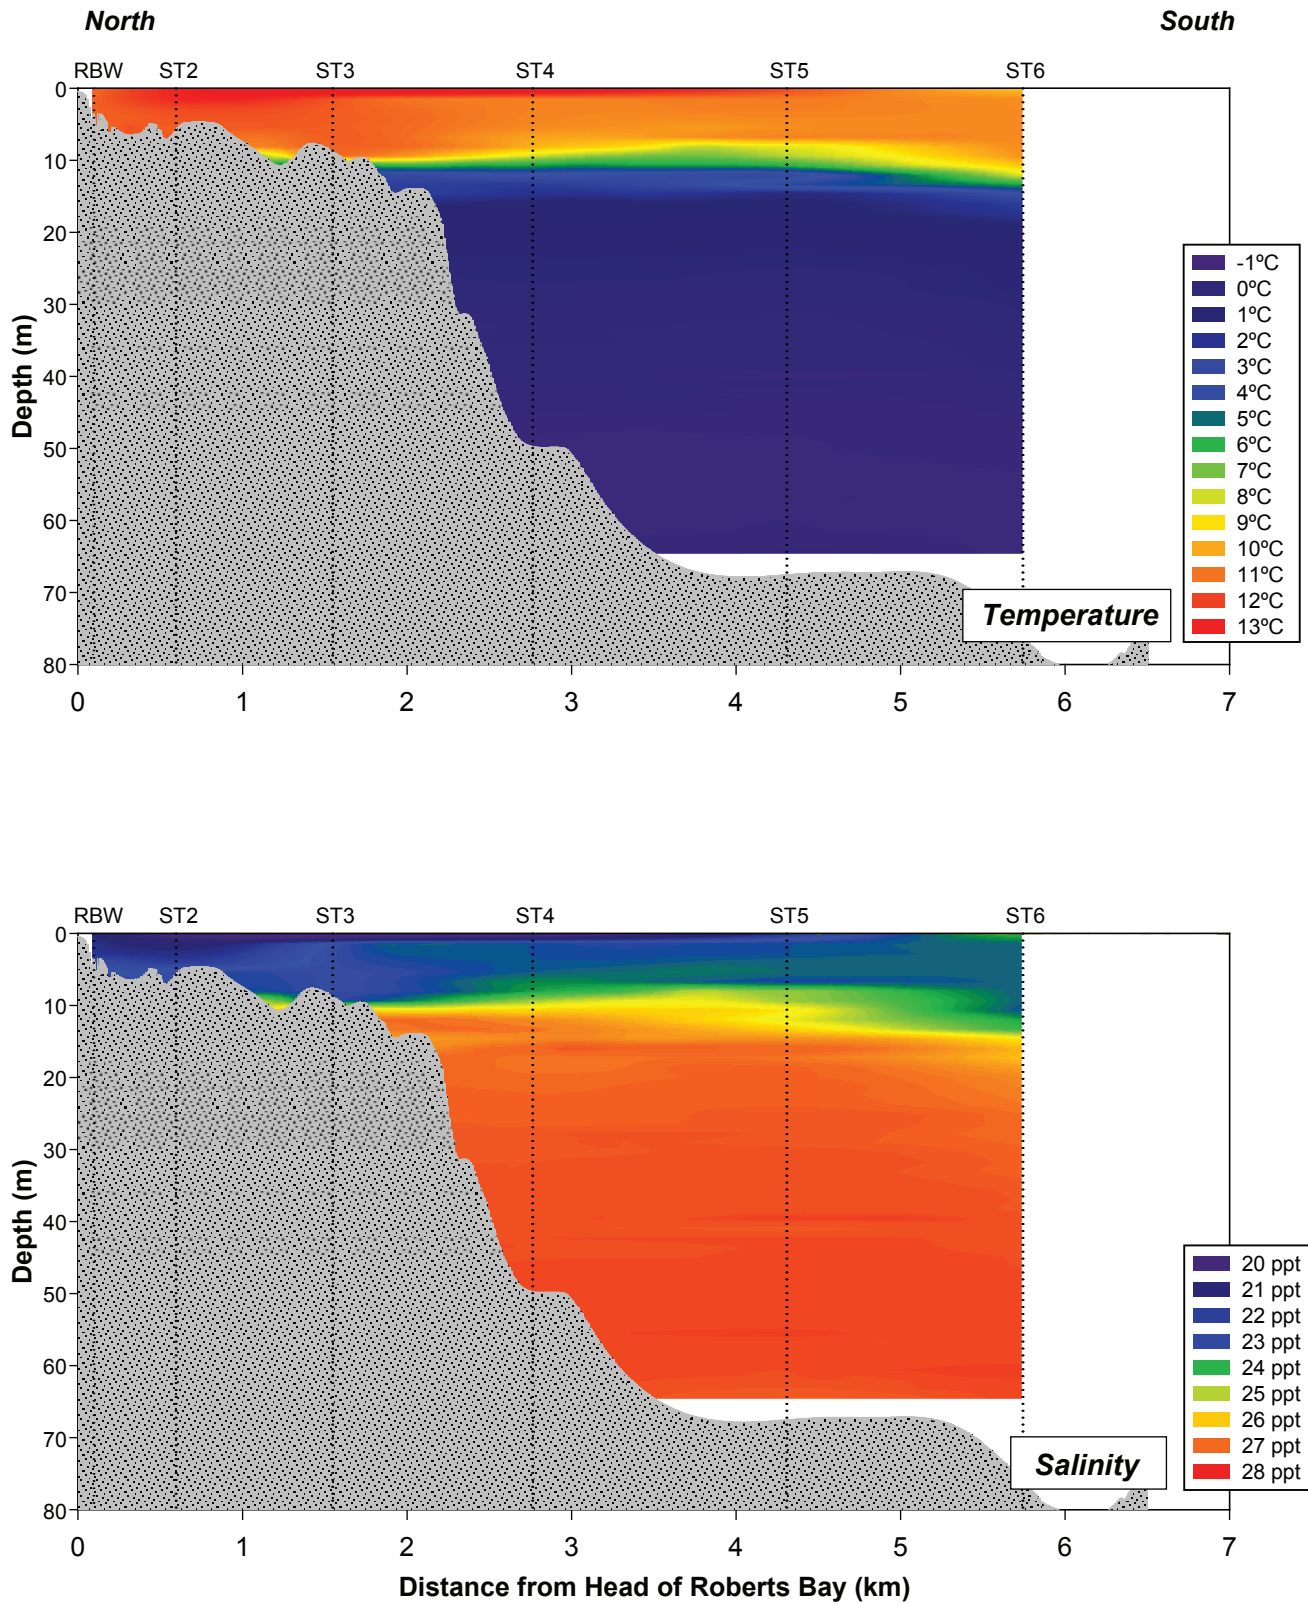 North South
RBW ST2 ST3 ST4 ST5 ST6
0
10
20
30
40
50
60
70
80
Depth (m)
-1ºC
0ºC
1ºC
2ºC
3ºC
4ºC
5ºC
6ºC
7ºC
8ºC
9ºC
10ºC
11ºC
12ºC
13ºC
Temperature
0 1 2 3 4 5 6 7
RBW ST2 ST3 ST4 ST5 ST6
0
10
20
30
40
50
60
70
80
Depth (m)
20 ppt
21 ppt
22 ppt
23 ppt
24 ppt
25 ppt
26 ppt
27 ppt
28 ppt
Salinity
0 1 2 3 4 5 6 7
Distance from Head of Roberts Bay (km)